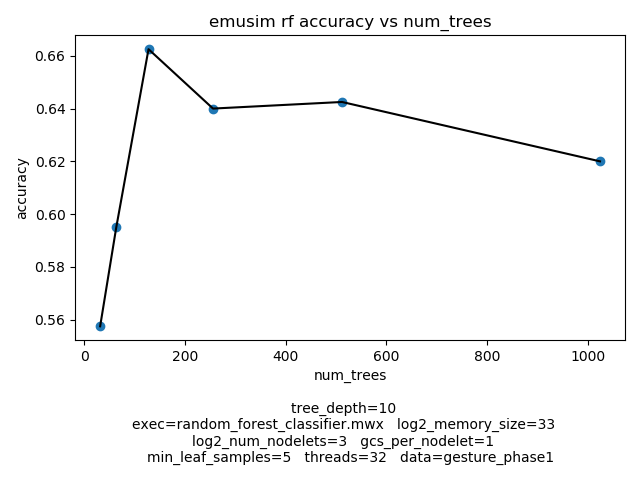 emusim rf accuracy vs num_trees
0.66
0.64
0.62
0.60
0.58
0.56
accuracy
0 200 400 600 800 1000
num_trees
tree_depth=10
exec=random_forest_classifier.mwx log2_memory_size=33
log2_num_nodelets=3 gcs_per_nodelet=1
min_leaf_samples=5 threads=32 data=gesture_phase1